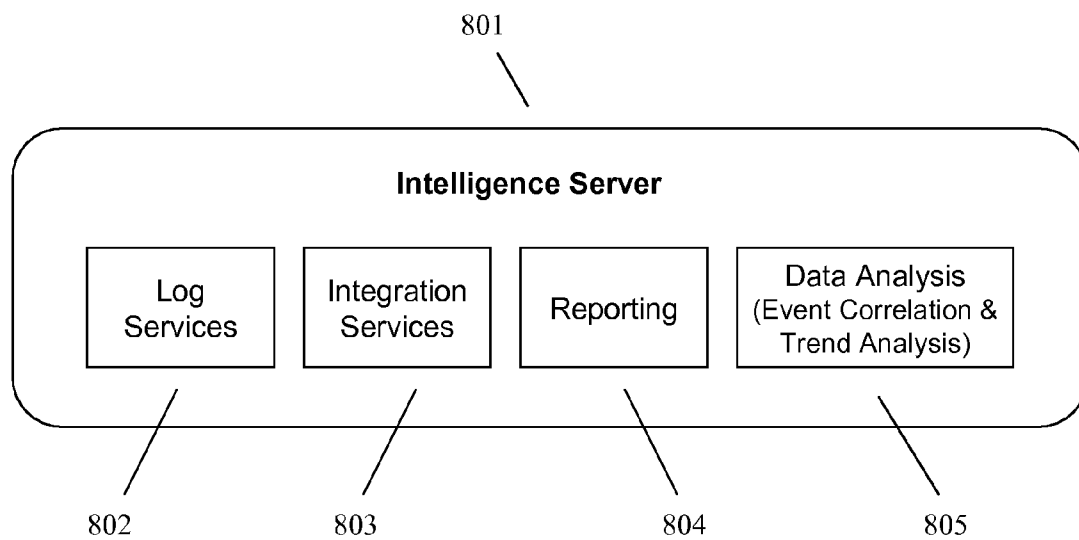 801
Intelligence Server
Log
Services
Integration
Services
Reporting
Data Analysis
(Event Correlation &
Trend Analysis)
802
803
804
805